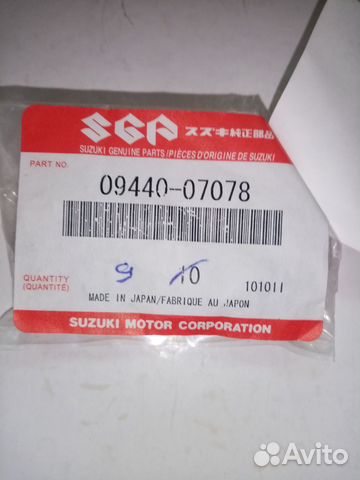 SGP スズキ純正部品
SUZUKI GENUINE PARTS/PIÈCES D'ORIGINE DE SUZUKI
PART NO.
09440-07078
QUANTITY
(QUANTITÉ)
9 10 101011
MADE IN JAPAN/FABRIQUE AU JAPON
SUZUKI MOTOR CORPORATION
Avito